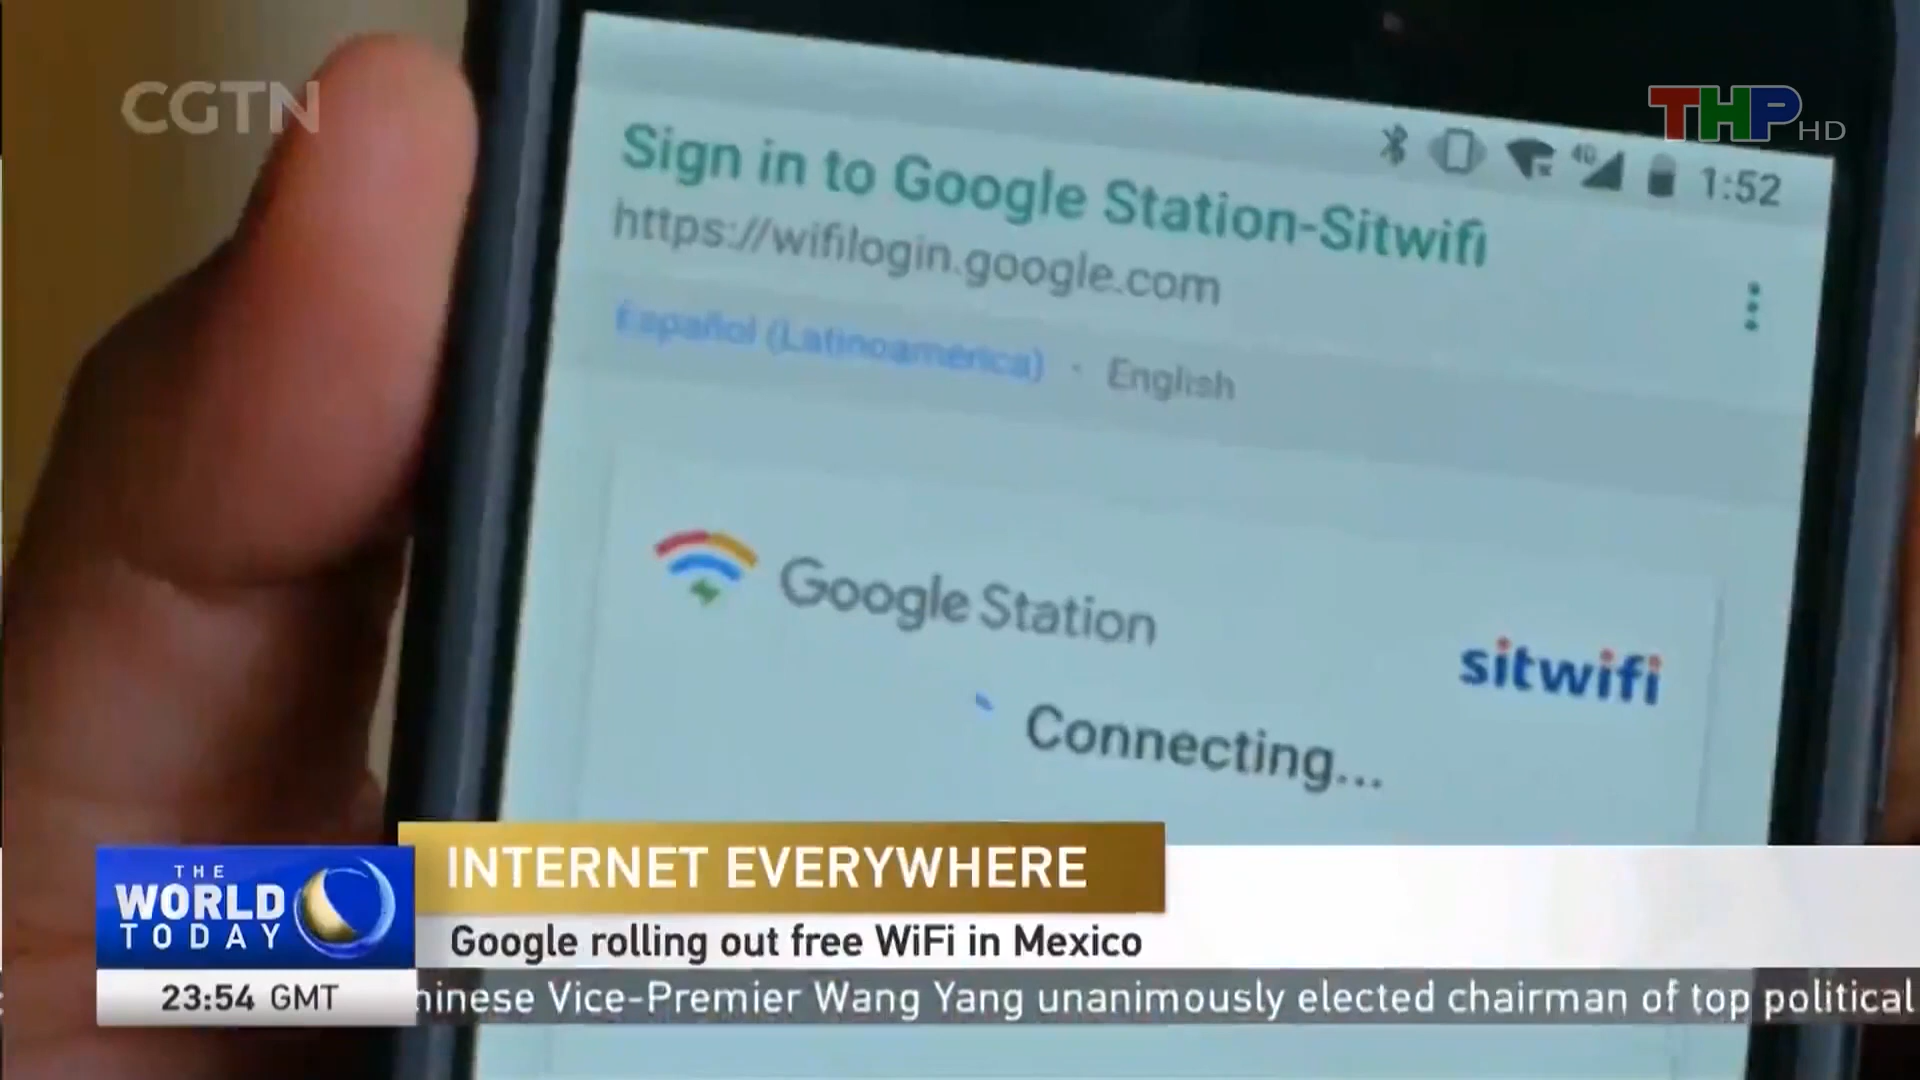 CGTN
THP HD
4G 1:52
Sign in to Google Station-Sitwifi
https://wifilogin.google.com
Español (Latinoamérica) · English
Google Station
sitwifi
Connecting...
INTERNET EVERYWHERE
THE
WORLD
TODAY
Google rolling out free WiFi in Mexico
23:54 GMT
hinese Vice-Premier Wang Yang unanimously elected chairman of top political